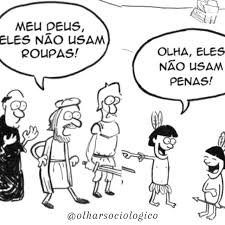 MEU DEUS,
ELES NÃO USAM
ROUPAS!
OLHA, ELES
NÃO USAM
PENAS!
@olharsociologico